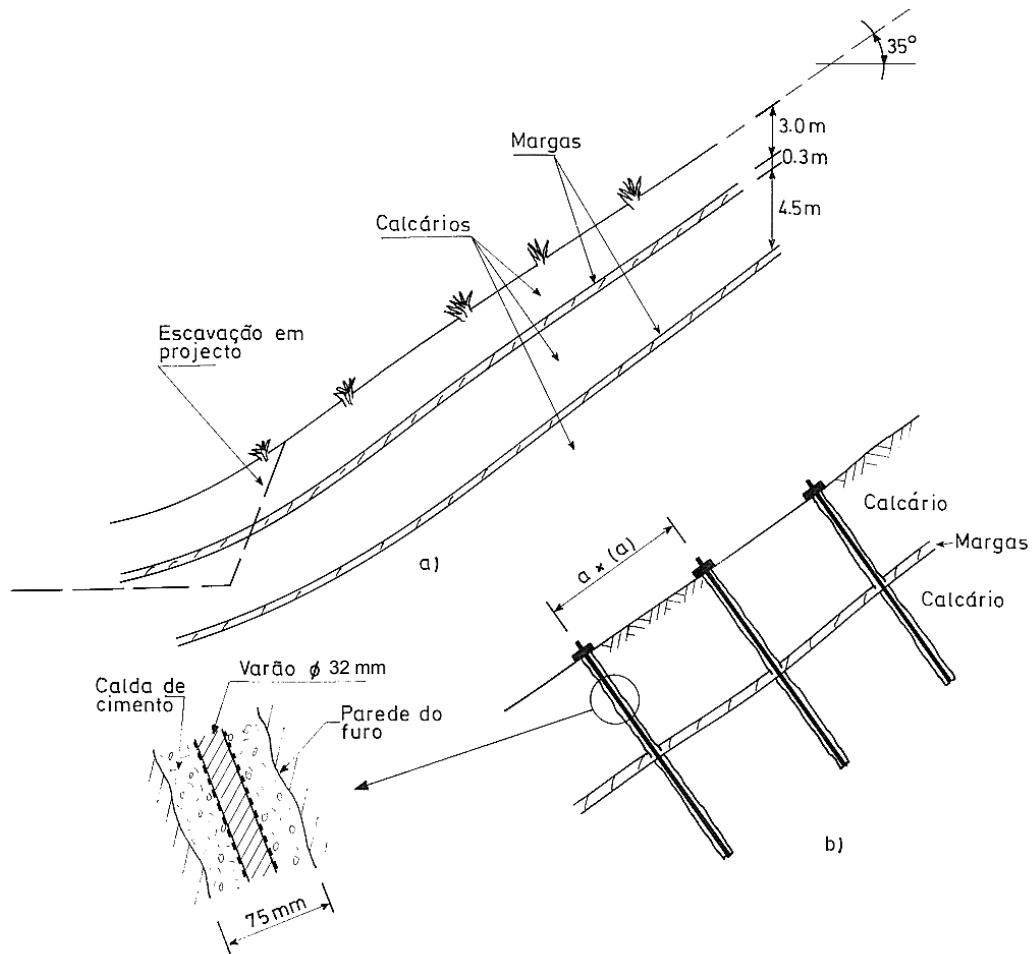 35°
3.0 m
0.3 m
4.5 m
Margas
Calcários
Escavação em
projecto
a)
a × (a)
Calcário
Margas
Calcário
Varão ϕ 32 mm
Calda de
cimento
Parede do
furo
75 mm
b)